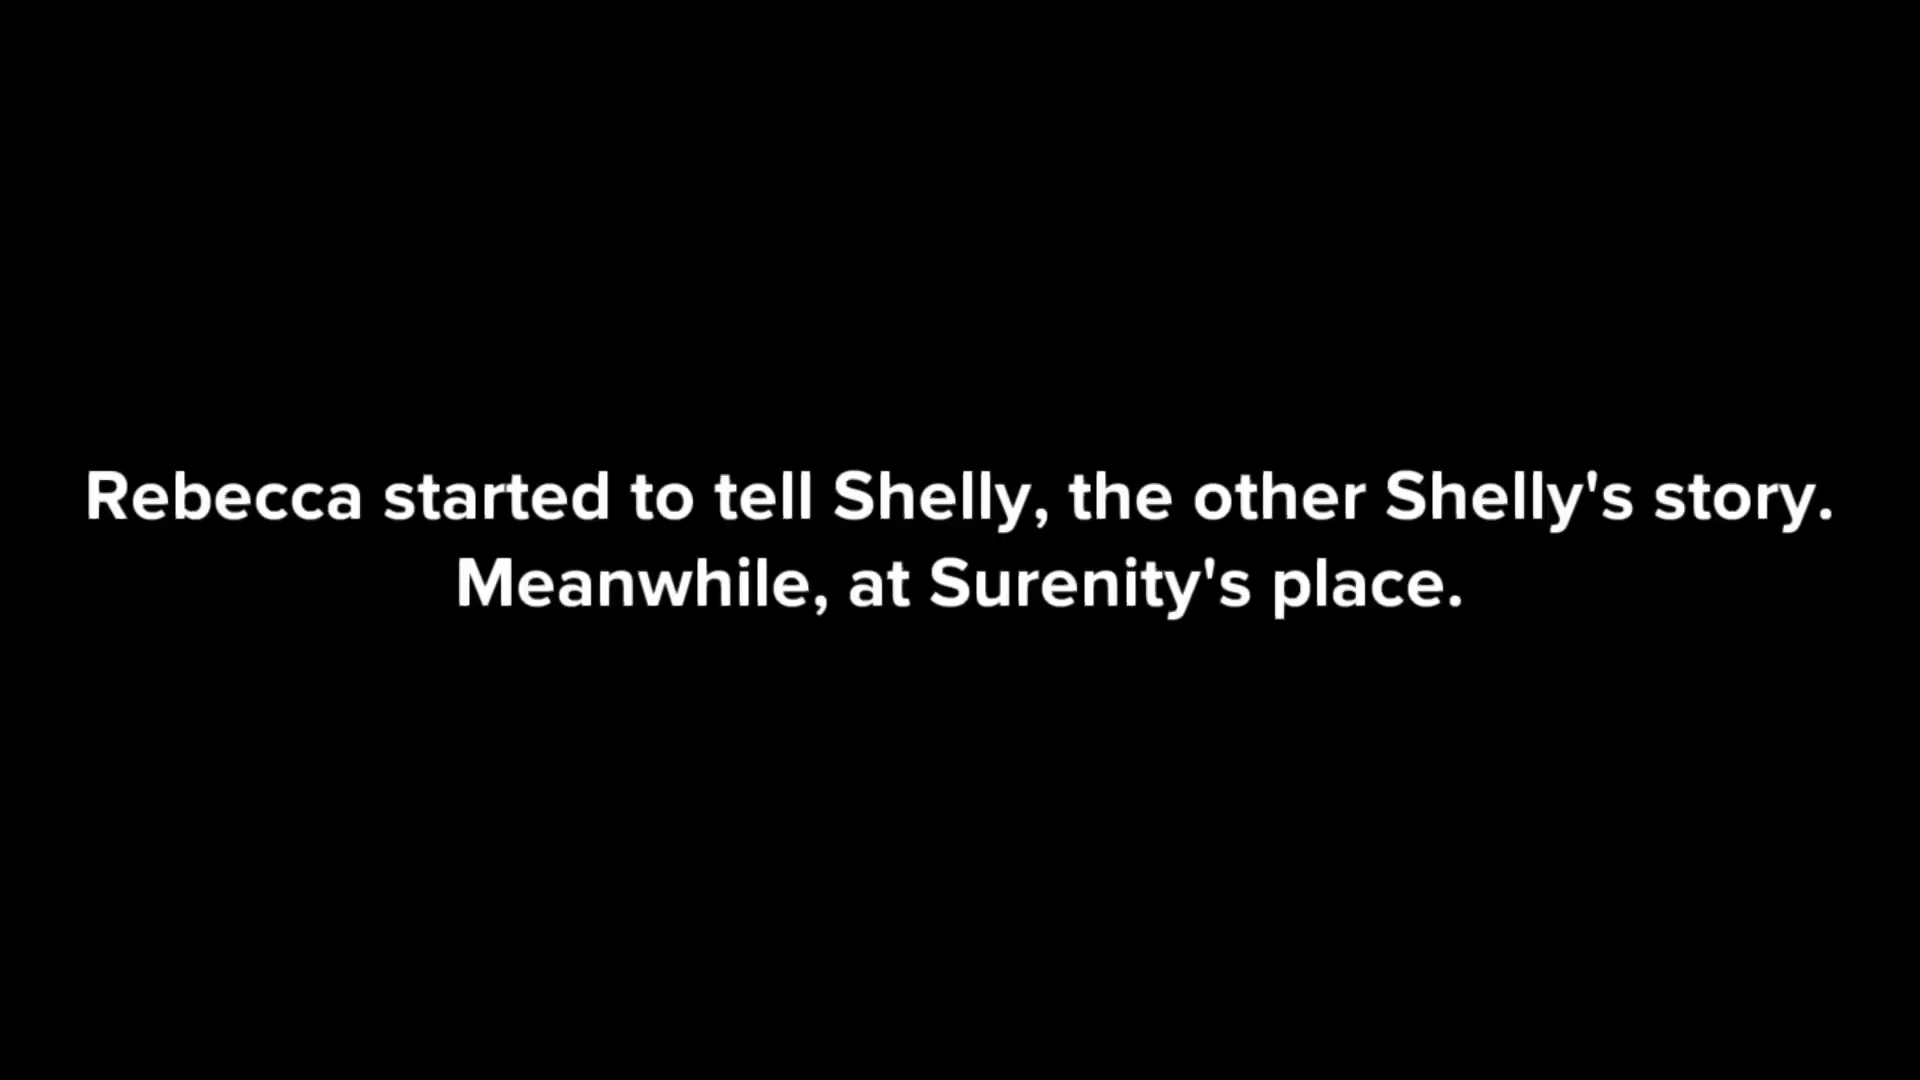 Rebecca started to tell Shelly, the other Shelly's story.
Meanwhile, at Surenity's place.